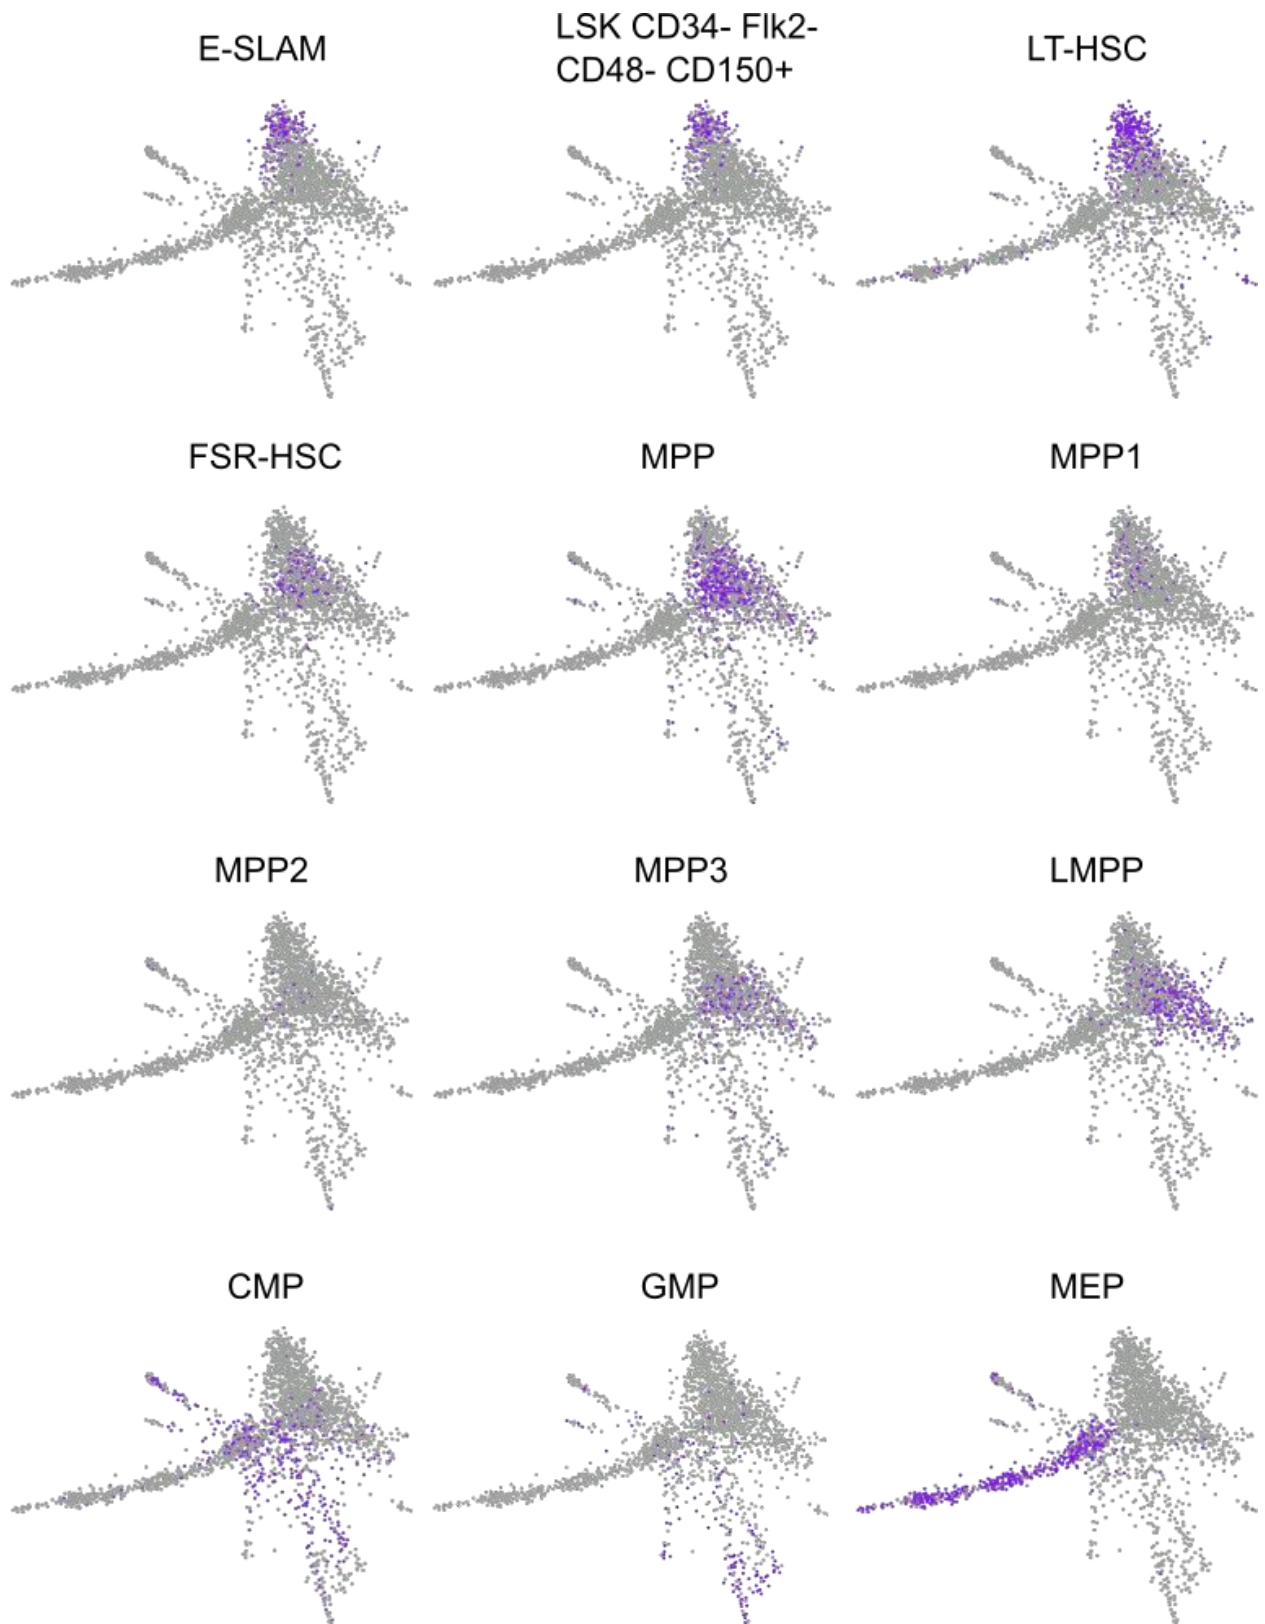 E-SLAM
LSK CD34- Flk2-
CD48- CD150+
LT-HSC
FSR-HSC
MPP
MPP1
MPP2
MPP3
LMPP
CMP
GMP
MEP